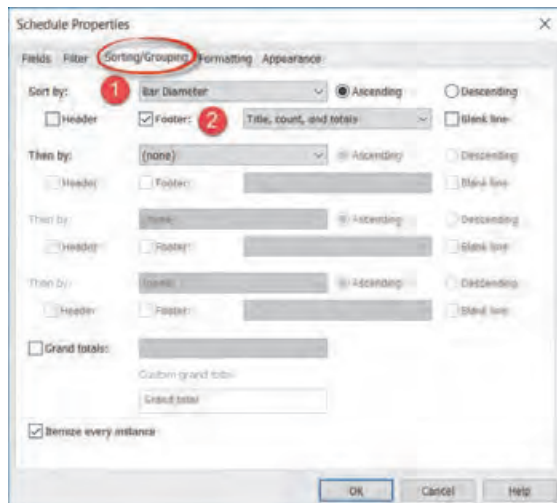 Schedule Properties
Fields Filter Sorting/Grouping Formatting Appearance
Sort by: 1 Bar Diameter Ascending Descending
Header Footer: 2 Title, count, and totals Blank line
Then by: (none) Ascending Descending
Header Footer: Blank line
Then by: (none) Ascending Descending
Header Footer: Blank line
Then by: (none) Ascending Descending
Header Footer: Blank line
Grand totals:
Custom grand total
Grand total
Itemize every instance
OK Cancel Help